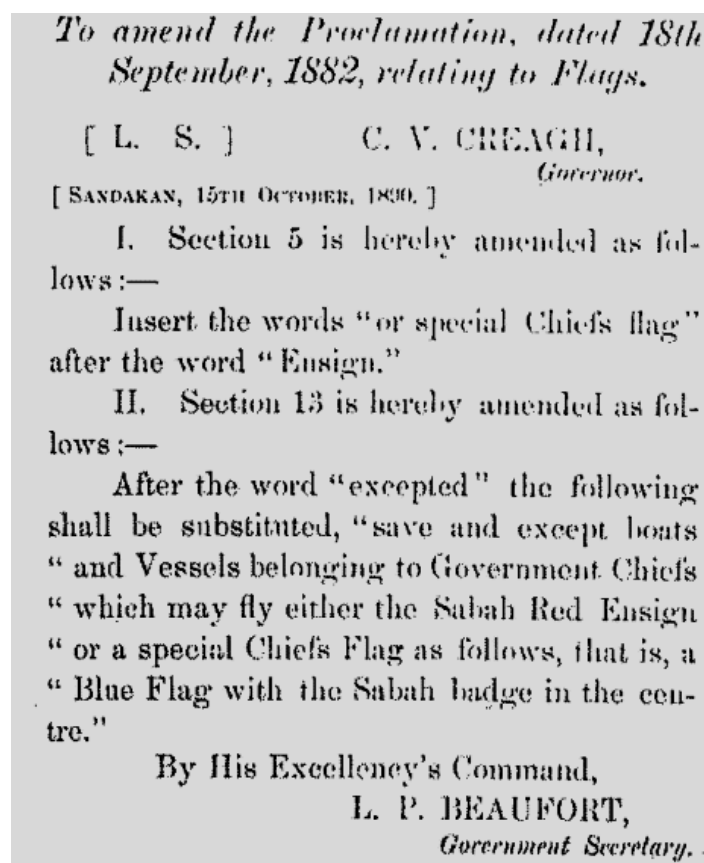 To amend the Proclamation, dated 18th
September, 1882, relating to Flags.
[ L. S. ] C. V. CREAGH,
Governor.
[ SANDAKAN, 15TH OCTOBER, 1890. ]
I. Section 5 is hereby amended as fol-
lows:—
Insert the words "or special Chiefs flag"
after the word "Ensign."
II. Section 13 is hereby amended as fol-
lows:—
After the word "excepted" the following
shall be substituted, "save and except boats
" and Vessels belonging to Government Chiefs
" which may fly either the Sabah Red Ensign
" or a special Chiefs Flag as follows, that is, a
" Blue Flag with the Sabah badge in the cen-
tre."
By His Excellency's Command,
L. P. BEAUFORT,
Government Secretary.